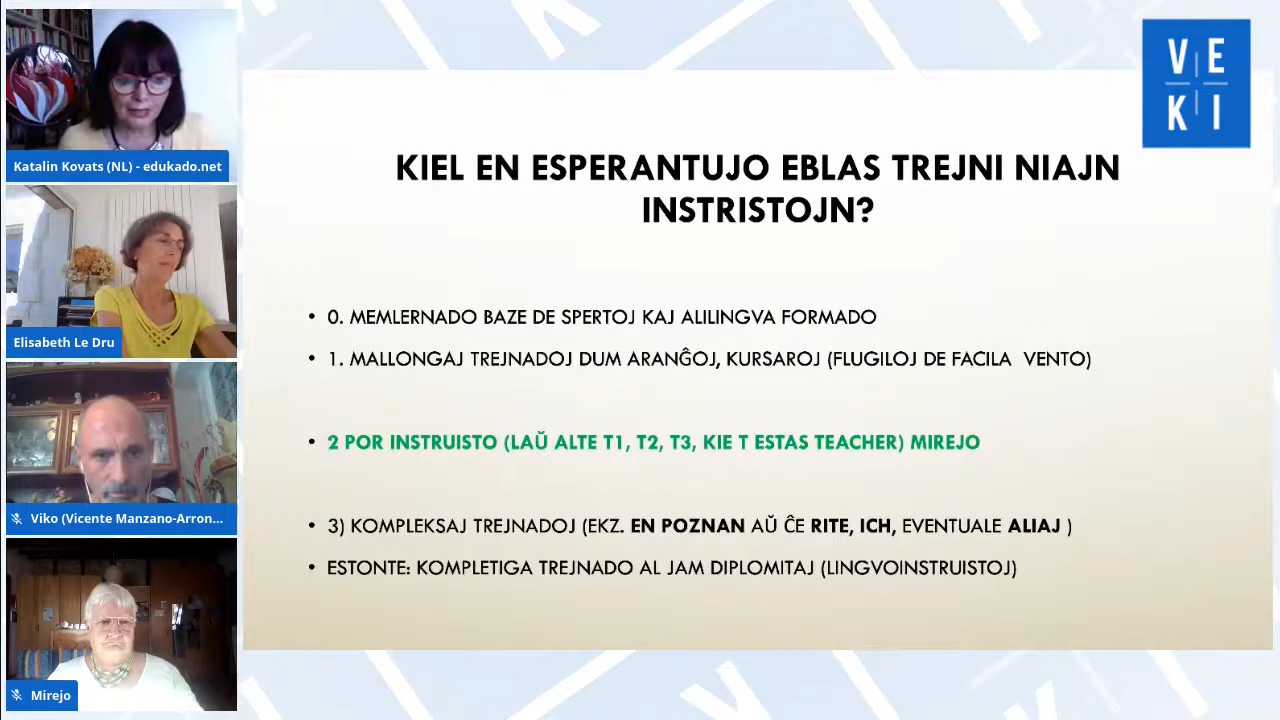 Katalin Kovats (NL) - edukado.net
Elisabeth Le Dru
Viko (Vicente Manzano-Arron...
Mirejo
VE
KI
KIEL EN ESPERANTUJO EBLAS TREJNI NIAJN
INSTRISTOJN?
• 0. MEMLERNADO BAZE DE SPERTOJ KAJ ALILINGVA FORMADO
• 1. MALLONGAJ TREJNADOJ DUM ARANĜOJ, KURSAROJ (FLUGILOJ DE FACILA VENTO)
• 2 POR INSTRUISTO (LAŬ ALTE T1, T2, T3, KIE T ESTAS TEACHER) MIREJO
• 3) KOMPLEKSAJ TREJNADOJ (EKZ. EN POZNAN AŬ ĈE RITE, ICH, EVENTUALE ALIAJ )
• ESTONTE: KOMPLETIGA TREJNADO AL JAM DIPLOMITAJ (LINGVOINSTRUISTOJ)